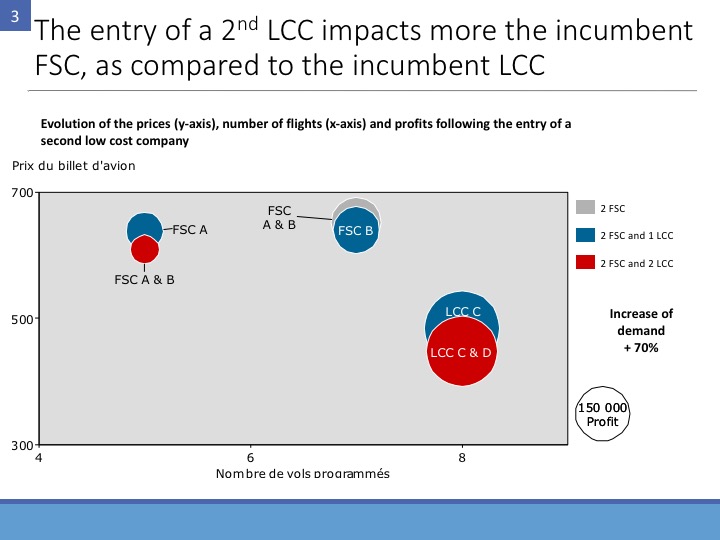 3
The entry of a 2nd LCC impacts more the incumbent
FSC, as compared to the incumbent LCC
Evolution of the prices (y-axis), number of flights (x-axis) and profits following the entry of a
second low cost company
Prix du billet d'avion
700
500
300
4
6
8
Nombre de vols programmés
FSC A
FSC A & B
FSC
A & B
FSC B
LCC C
LCC C & D
2 FSC
2 FSC and 1 LCC
2 FSC and 2 LCC
Increase of
demand
+ 70%
150 000
Profit